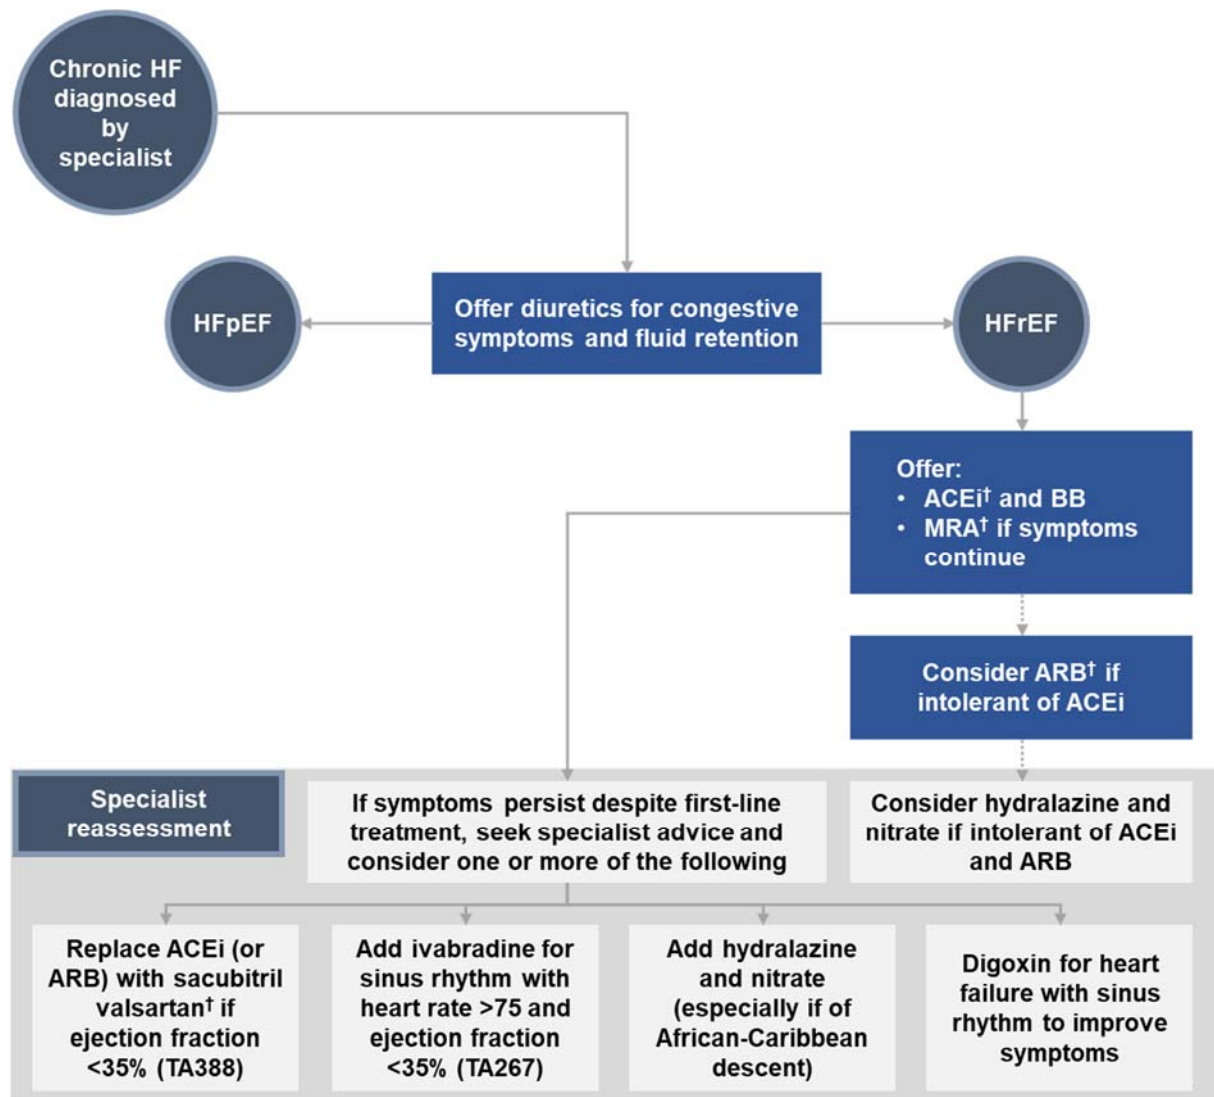 Chronic HF
diagnosed
by
specialist
HFpEF
Offer diuretics for congestive
symptoms and fluid retention
HFrEF
Offer:
• ACEi† and BB
• MRA† if symptoms
continue
Consider ARB† if
intolerant of ACEi
Specialist
reassessment
If symptoms persist despite first-line
treatment, seek specialist advice and
consider one or more of the following
Consider hydralazine and
nitrate if intolerant of ACEi
and ARB
Replace ACEi (or
ARB) with sacubitril
valsartan† if
ejection fraction
<35% (TA388)
Add ivabradine for
sinus rhythm with
heart rate >75 and
ejection fraction
<35% (TA267)
Add hydralazine
and nitrate
(especially if of
African-Caribbean
descent)
Digoxin for heart
failure with sinus
rhythm to improve
symptoms